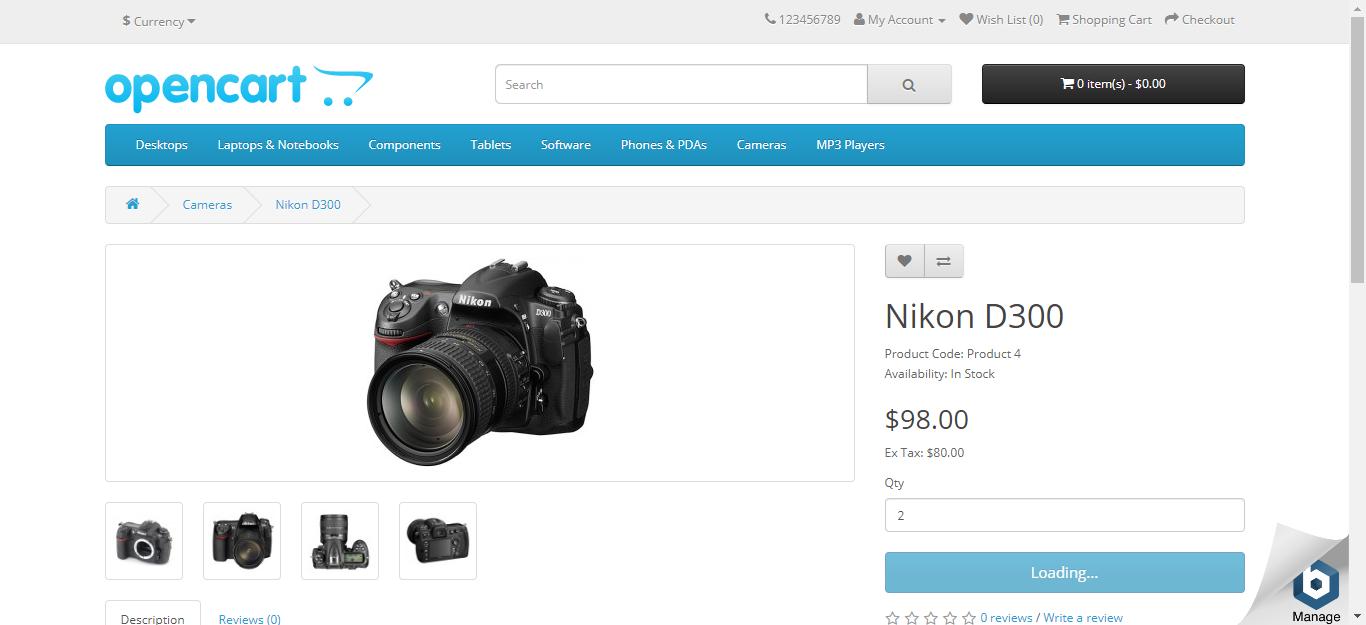 $ Currency
123456789 My Account Wish List (0) Shopping Cart Checkout
opencart
Search
0 item(s) - $0.00
Desktops Laptops & Notebooks Components Tablets Software Phones & PDAs Cameras MP3 Players
Cameras Nikon D300
Nikon
D300
Nikon D300
Product Code: Product 4
Availability: In Stock
$98.00
Ex Tax: $80.00
Qty
2
Loading...
0 reviews / Write a review
Description Reviews (0)
Manage